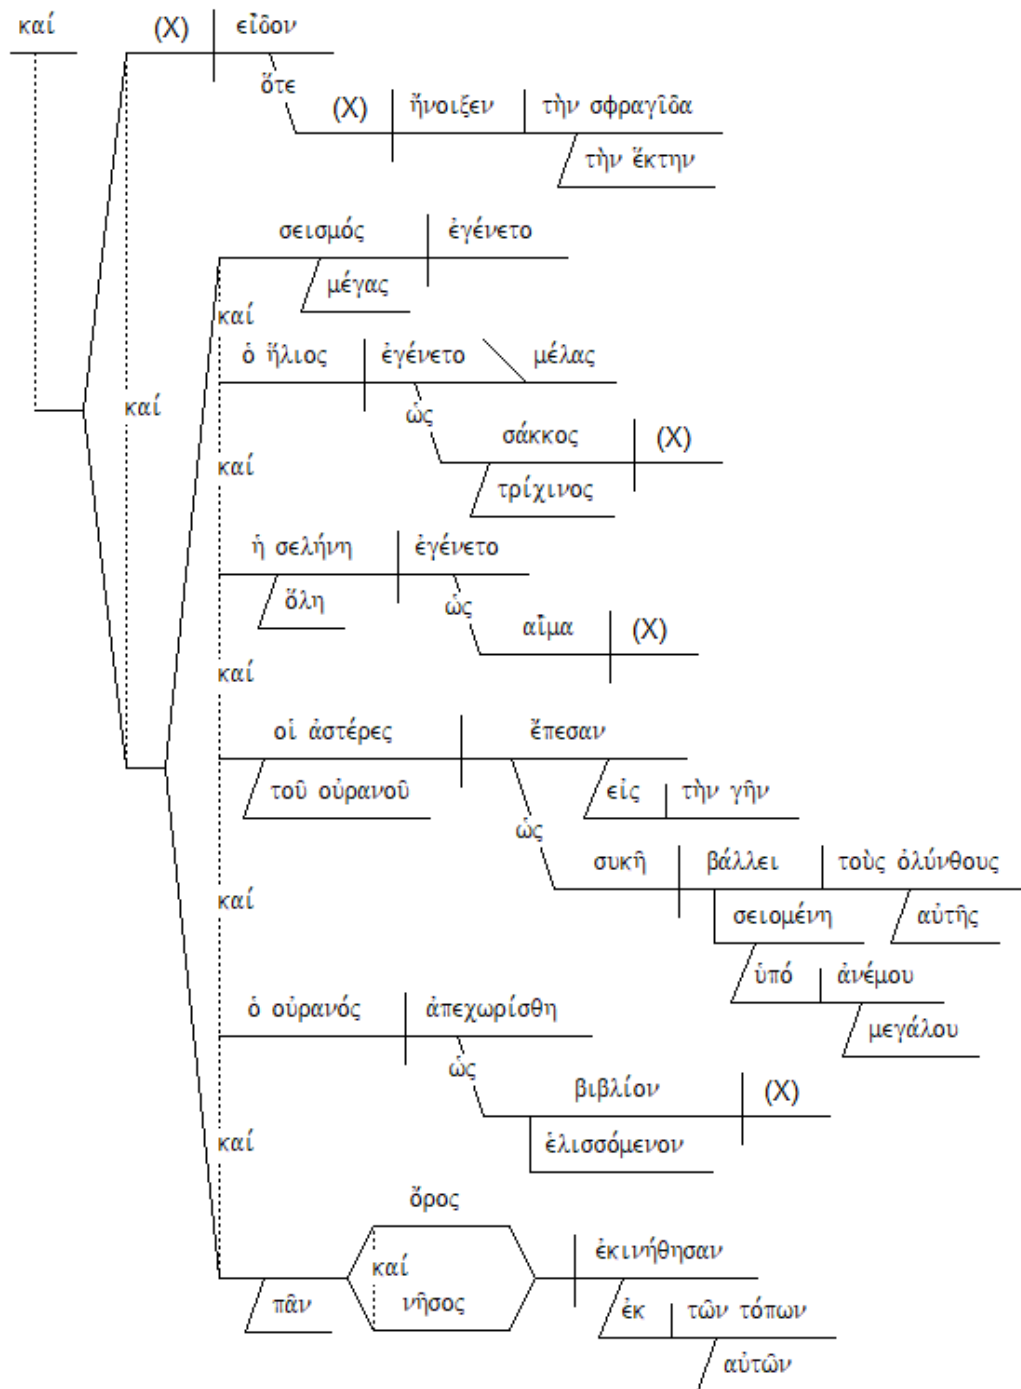 καί (X) εἶδον
ὅτε (X) ἤνοιξεν τὴν σφραγῖδα
τὴν ἕκτην
σεισμός ἐγένετο
μέγας
καί
ὁ ἥλιος ἐγένετο μέλας
καί
ὡς σάκκος (X)
καί
τρίχινος
ἡ σελήνη ἐγένετο
ὅλη
ὡς αἷμα (X)
καί
οἱ ἀστέρες ἔπεσαν
τοῦ οὐρανοῦ εἰς τὴν γῆν
ὡς συκῆ βάλλει τοὺς ὀλύνθους
καί σειομένη αὐτῆς
ὑπό ἀνέμου
μεγάλου
ὁ οὐρανός ἀπεχωρίσθη
ὡς βιβλίον (X)
καί ἑλισσόμενον
ὄρος
καί
πᾶν νῆσος ἐκινήθησαν
ἐκ τῶν τόπων
αὐτῶν